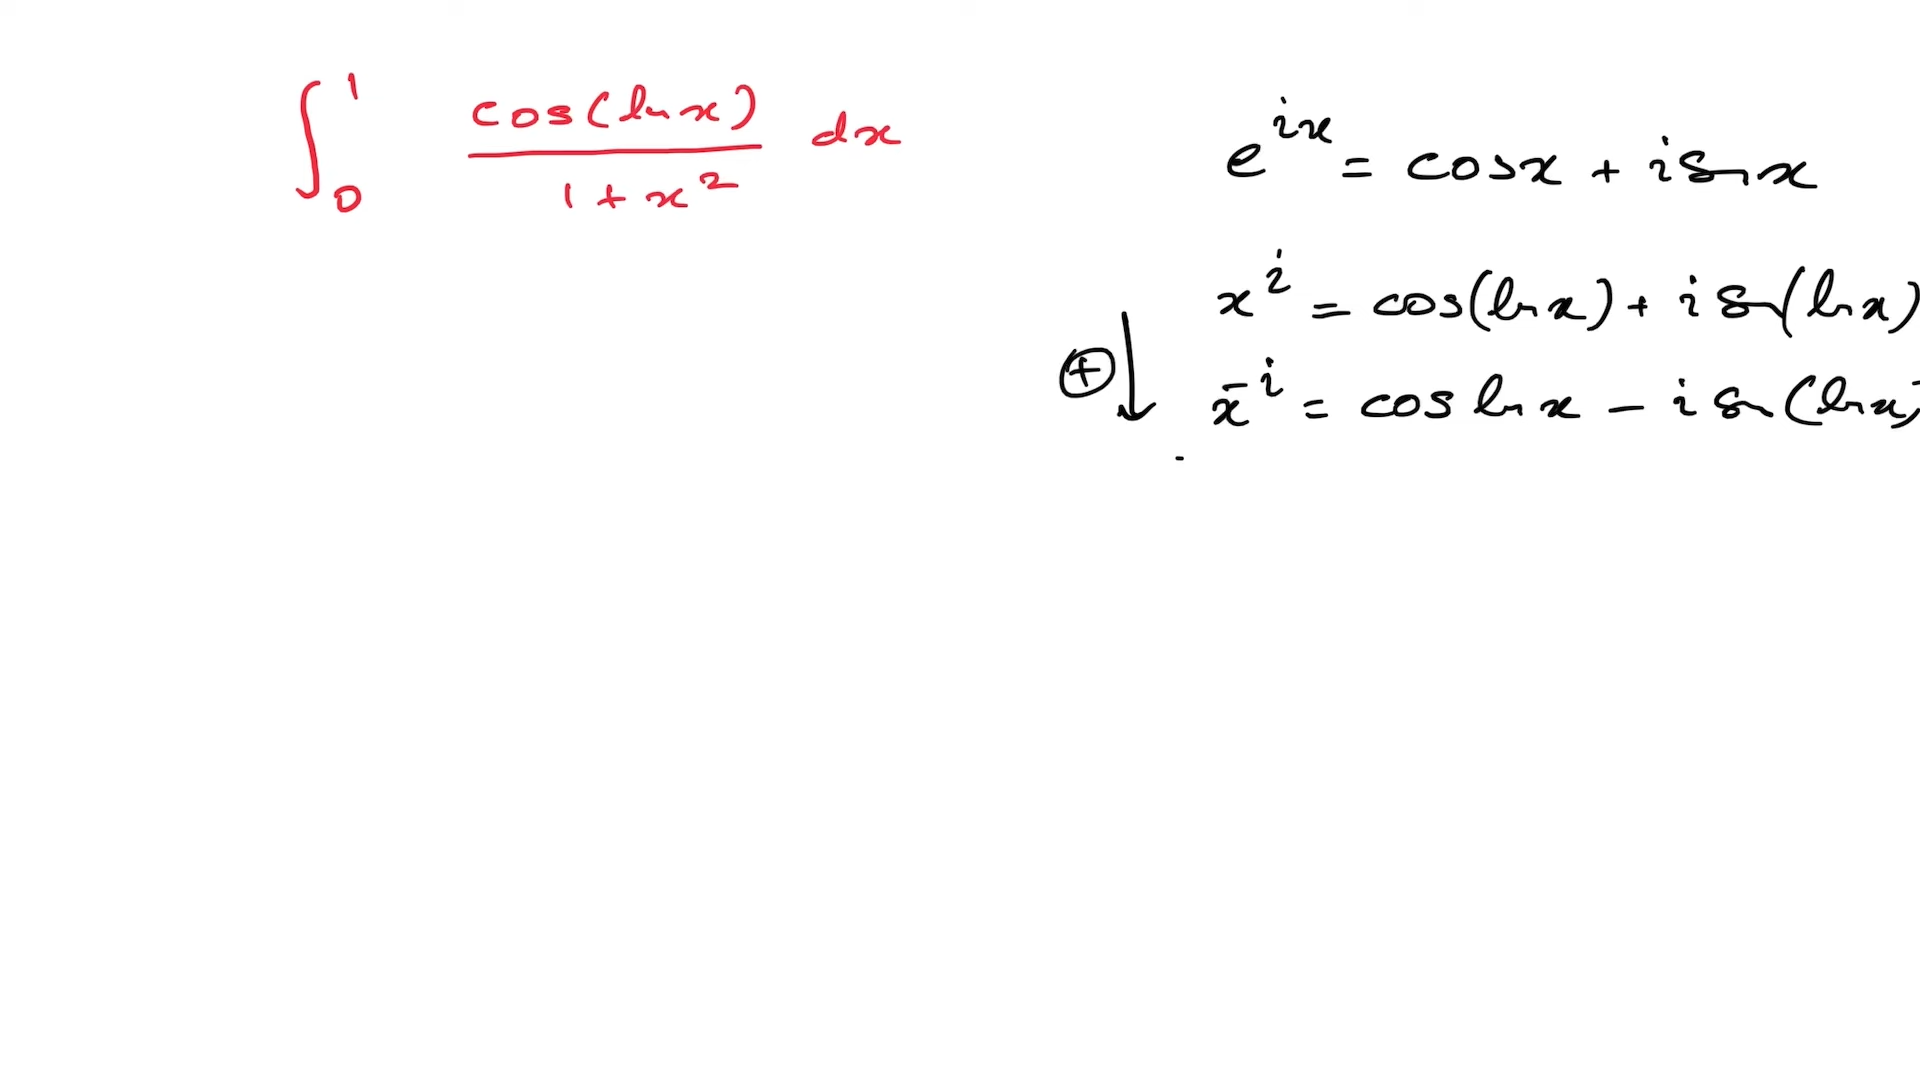 ∫₀¹ cos(ln x) / (1 + x²) dx
e^{ix} = cos x + i sin x
x^i = cos(ln x) + i sin(ln x)
⊕ ↓
x^{-i} = cos ln x - i sin(ln x)